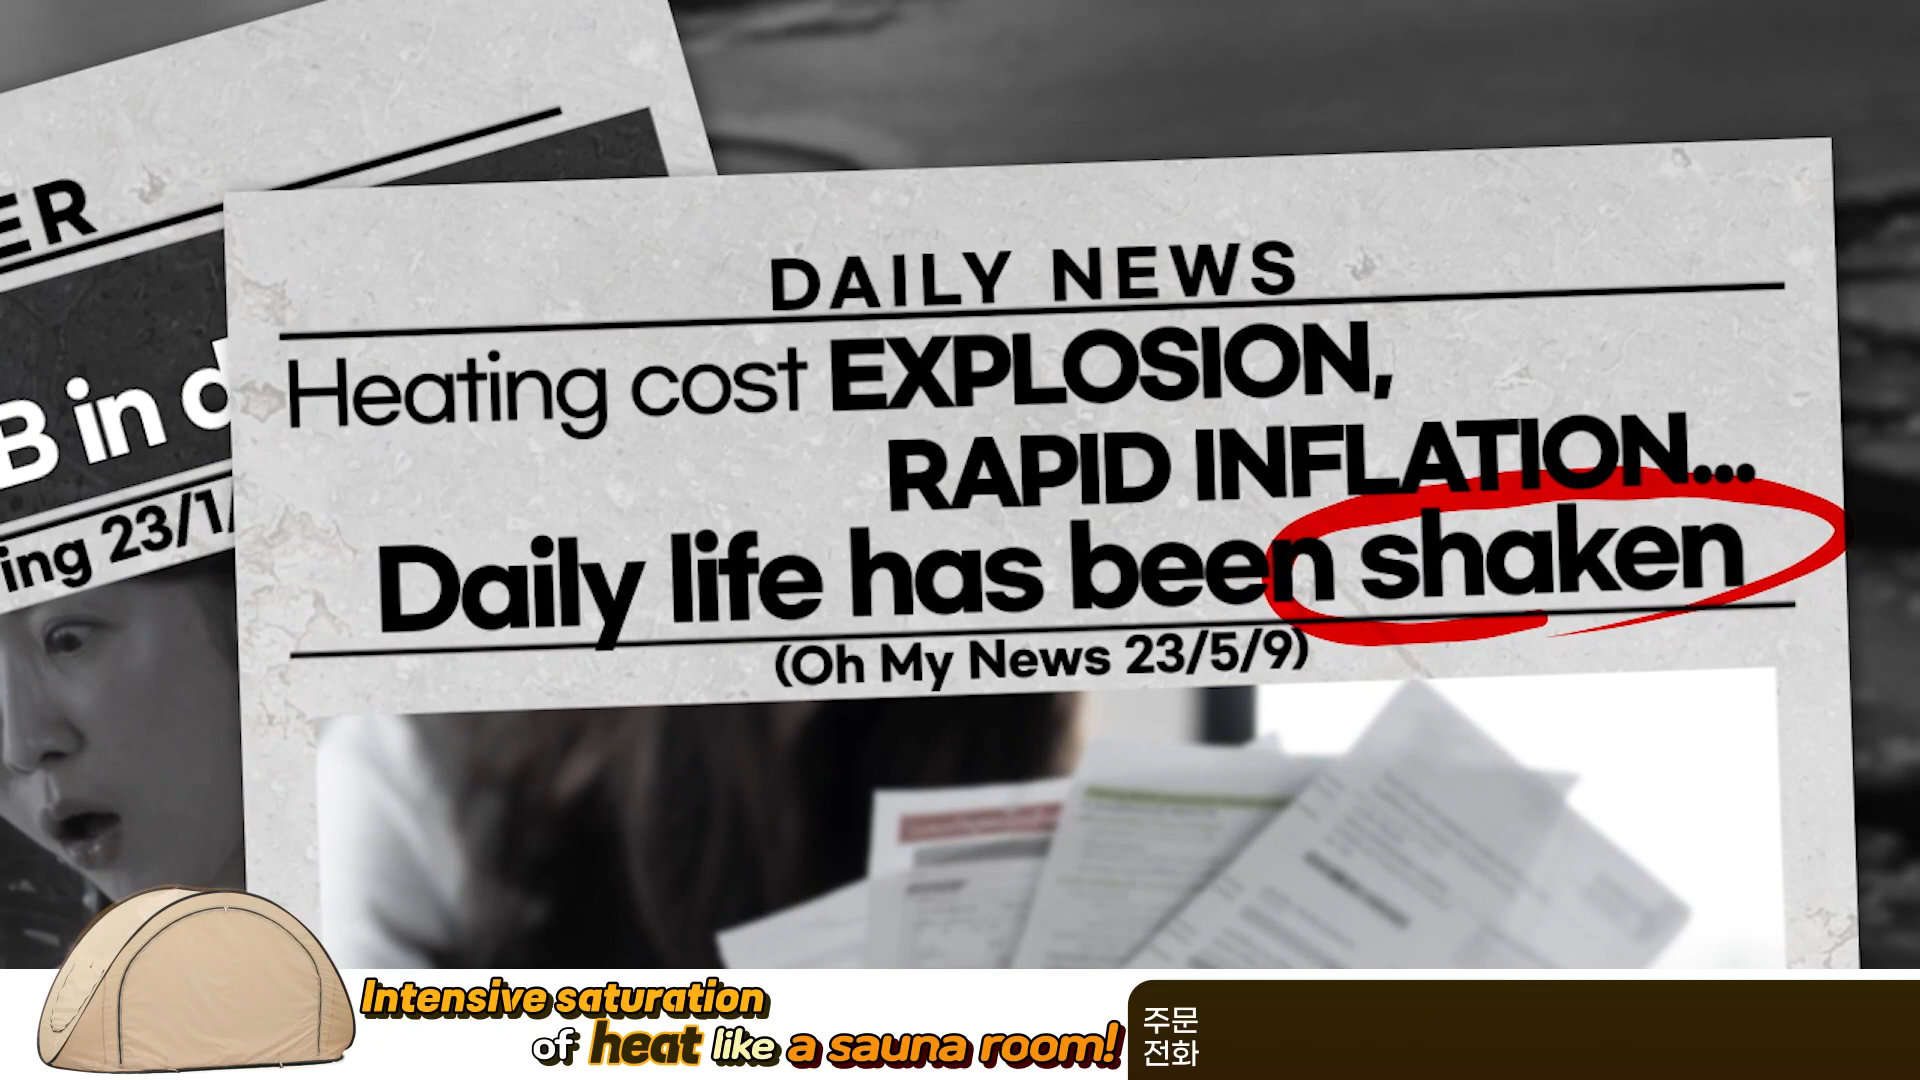 ER
B in d
ing 23/1/
DAILY NEWS
Heating cost EXPLOSION,
RAPID INFLATION...
Daily life has been shaken
(Oh My News 23/5/9)
Intensive saturation
of heat like a sauna room!
주문
전화